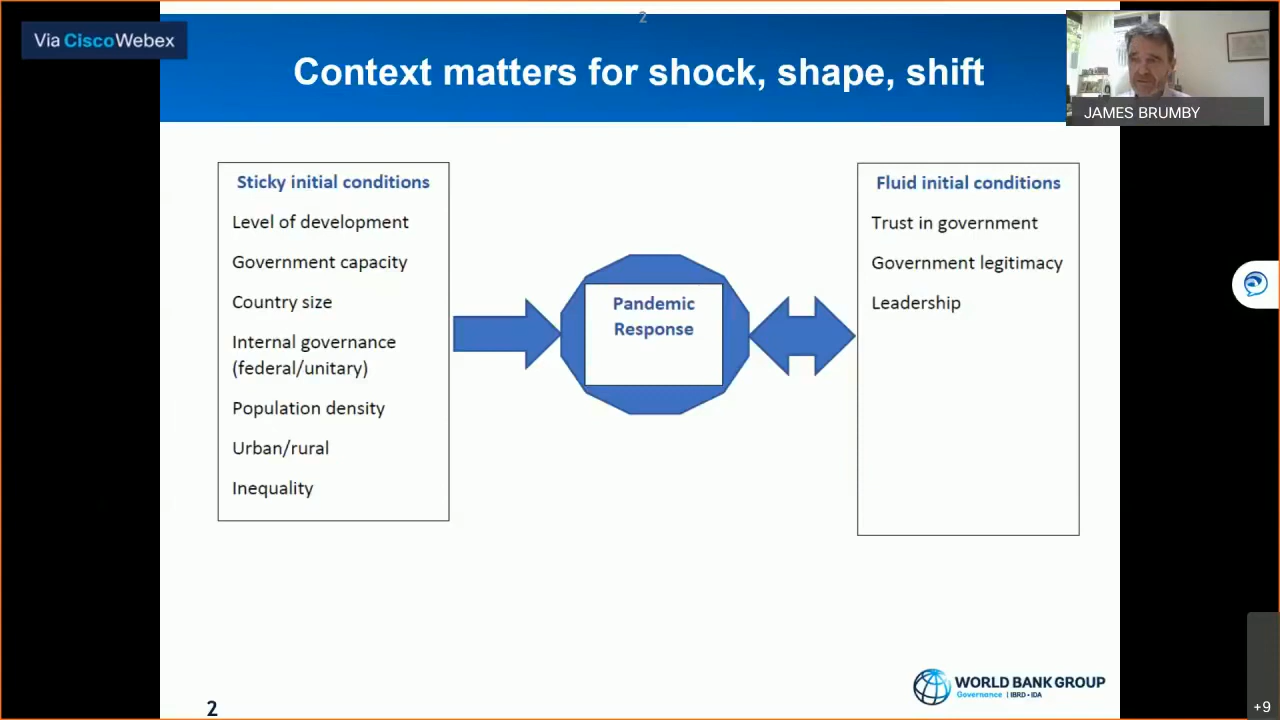 2
Via CiscoWebex
Context matters for shock, shape, shift
JAMES BRUMBY
Sticky initial conditions
Level of development
Government capacity
Country size
Internal governance
(federal/unitary)
Population density
Urban/rural
Inequality
Pandemic
Response
Fluid initial conditions
Trust in government
Government legitimacy
Leadership
WORLD BANK GROUP
Governance | IBRD • IDA
2
+9